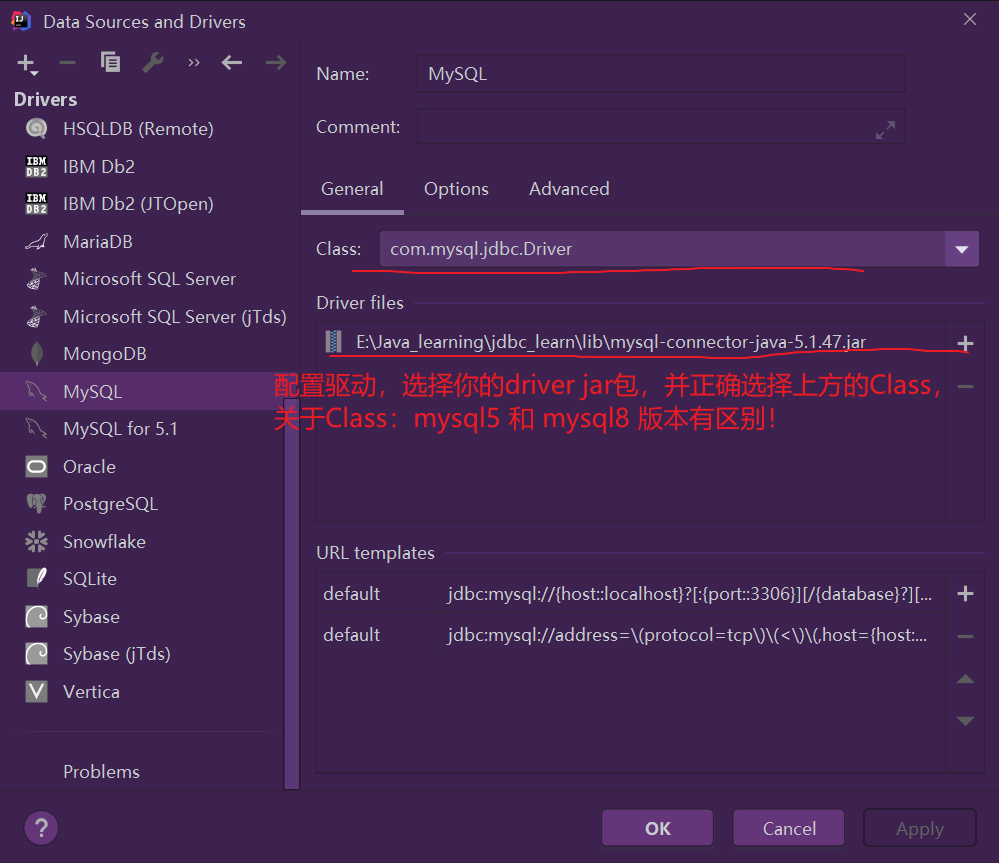 Data Sources and Drivers
Drivers
HSQLDB (Remote)
IBM DB2 IBM Db2
IBM DB2 IBM Db2 (JTOpen)
MariaDB
Microsoft SQL Server
Microsoft SQL Server (jTds)
MongoDB
MySQL
MySQL for 5.1
Oracle
PostgreSQL
Snowflake
SQLite
Sybase
Sybase (jTds)
Vertica
Problems
Name: MySQL
Comment:
General Options Advanced
Class: com.mysql.jdbc.Driver
Driver files
E:\Java_learning\jdbc_learn\lib\mysql-connector-java-5.1.47.jar
配置驱动，选择你的driver jar包，并正确选择上方的Class，
关于Class：mysql5 和 mysql8 版本有区别！
URL templates
default jdbc:mysql://{host::localhost}?[:{port::3306}][/{database}?][...
default jdbc:mysql://address=\(protocol=tcp\)\(<\)\(,host={host:...
? OK Cancel Apply